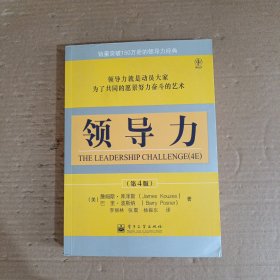 销量突破150万册的领导力经典
领导力就是动员大家
为了共同的愿景努力奋斗的艺术
领导力
THE LEADERSHIP CHALLENGE(4E)
(第4版)
[美] 詹姆斯·库泽斯 (James Kouzes) 著
巴 里·波斯纳 (Barry Posner)
李丽林 张震 杨振东 译
电子工业出版社